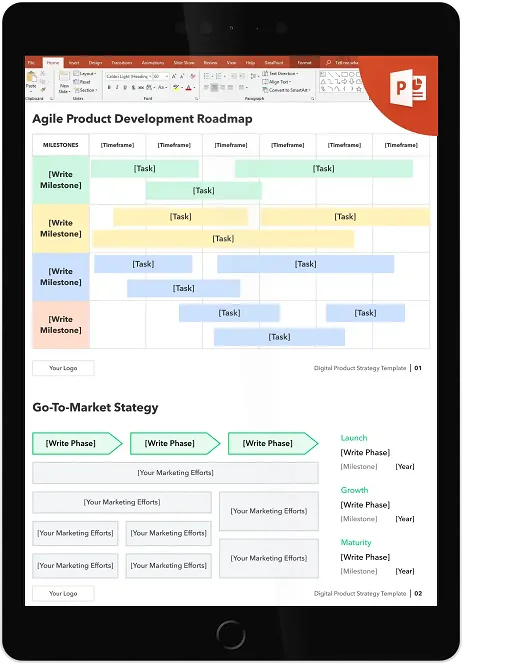 File Home Insert Design Transitions Animations Slide Show Review View Help Format Tell me
Paste New Slide Layout Reset Section Text Direction Align Text Convert to SmartArt
Clipboard Slides Font Paragraph
P
Agile Product Development Roadmap
MILESTONES [Timeframe] [Timeframe] [Timeframe] [Timeframe] [Timeframe] [Timeframe]
[Write
Milestone]
[Task] [Task]
[Task]
[Write
Milestone]
[Task] [Task]
[Task]
[Write
Milestone]
[Task] [Task]
[Task]
[Write
Milestone]
[Task] [Task]
[Task]
Your Logo Digital Product Strategy Template | 01
Go-To-Market Stategy
[Write Phase] [Write Phase] [Write Phase]
[Your Marketing Efforts]
[Your Marketing Efforts] [Your Marketing Efforts]
[Your Marketing Efforts] [Your Marketing Efforts]
[Your Marketing Efforts] [Your Marketing Efforts] [Your Marketing Efforts]
Launch
[Write Phase]
[Milestone] [Year]
Growth
[Write Phase]
[Milestone] [Year]
Maturity
[Write Phase]
[Milestone] [Year]
Your Logo Digital Product Strategy Template | 02